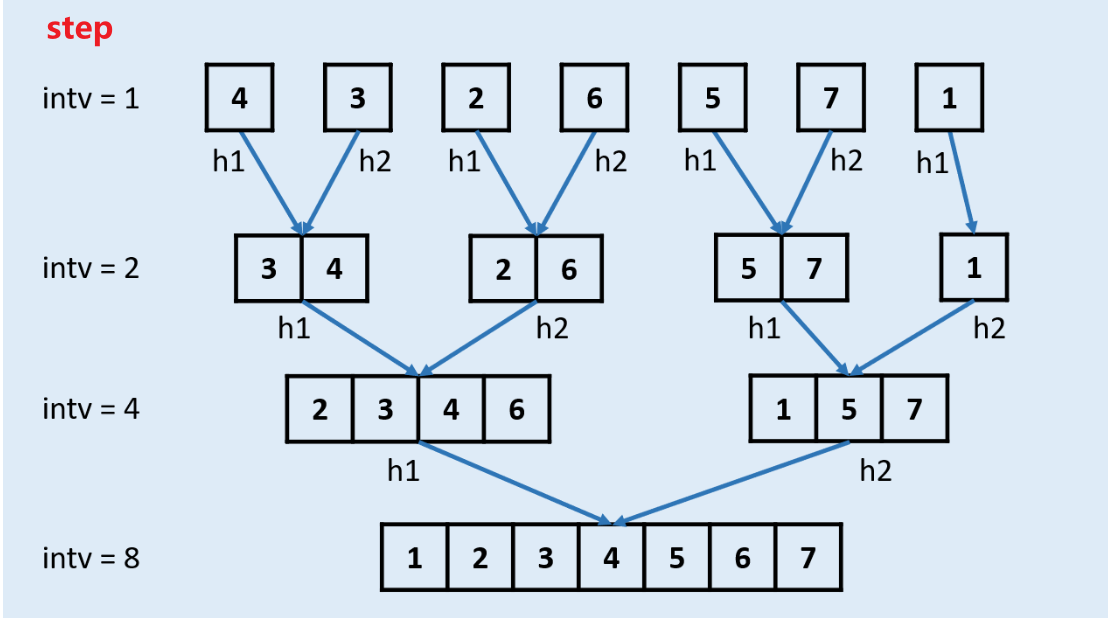 step
intv = 1 4 3 2 6 5 7 1
h1 h2 h1 h2 h1 h2 h1
intv = 2 3 4 2 6 5 7 1
h1 h2 h1 h2
intv = 4 2 3 4 6 1 5 7
h1 h2
intv = 8 1 2 3 4 5 6 7